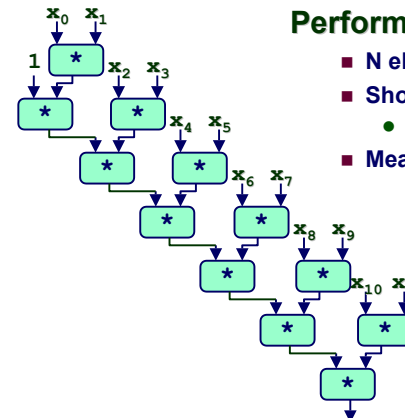 x₀ x₁
Perform
1 * x₂ x₃
N el
* * x₄ x₅
Sho
* * x₆ x₇
Mea
* * x₈ x₉
* * x₁₀ x
* *
*